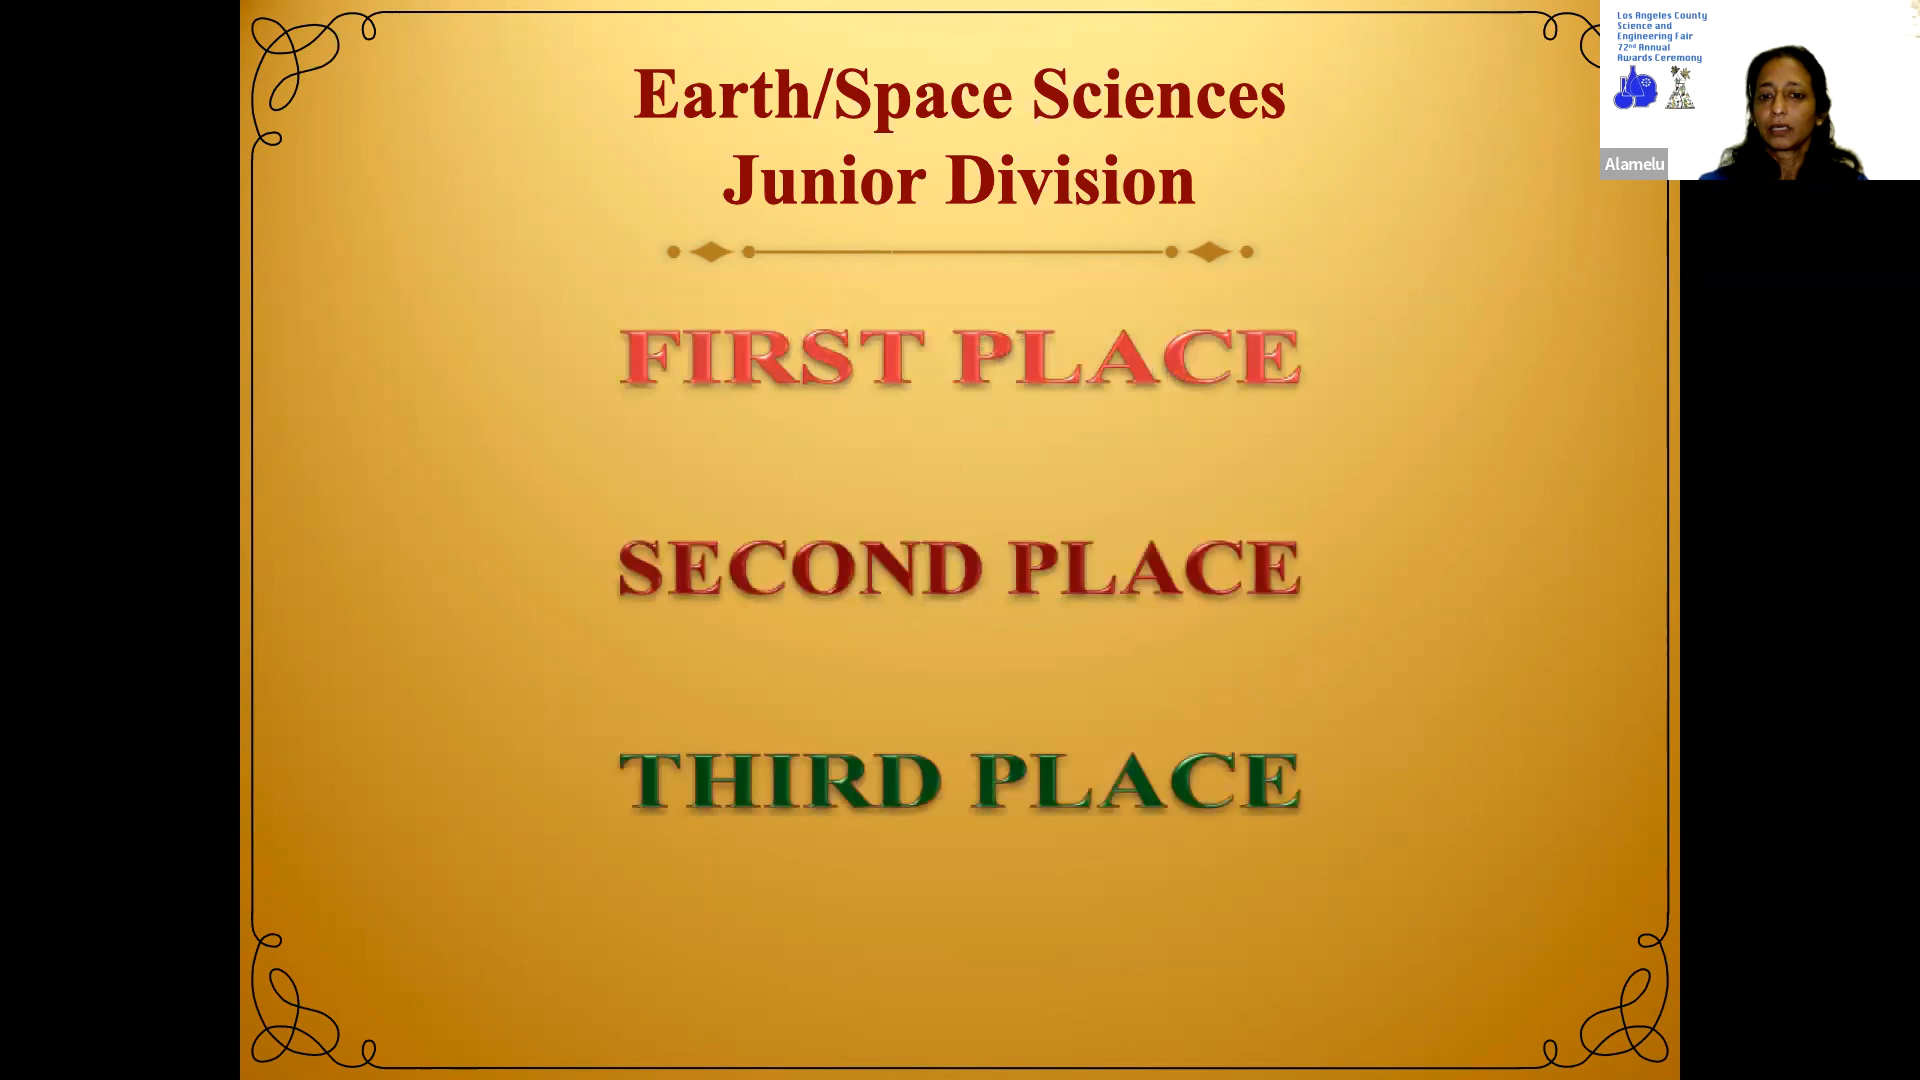 Earth/Space Sciences
Junior Division
FIRST PLACE
SECOND PLACE
THIRD PLACE
Los Angeles County
Science and
Engineering Fair
72nd Annual
Awards Ceremony
Alamelu